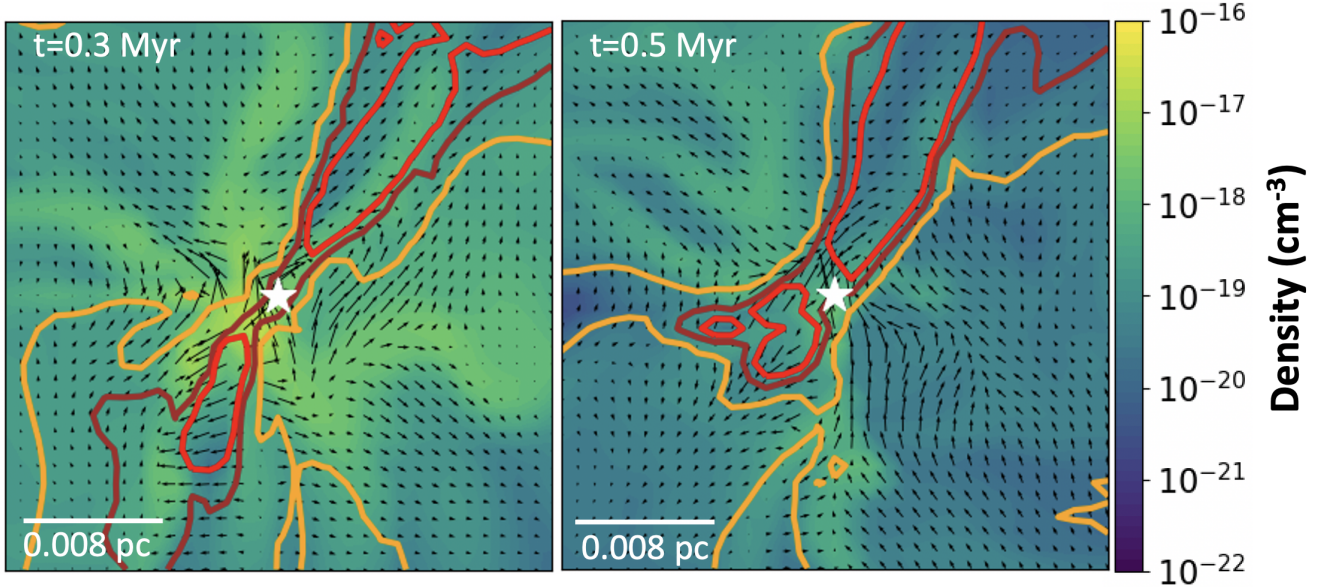 t=0.3 Myr
0.008 pc
t=0.5 Myr
0.008 pc
10⁻¹⁶
10⁻¹⁷
10⁻¹⁸
10⁻¹⁹
10⁻²⁰
10⁻²¹
10⁻²²
Density (cm⁻³)